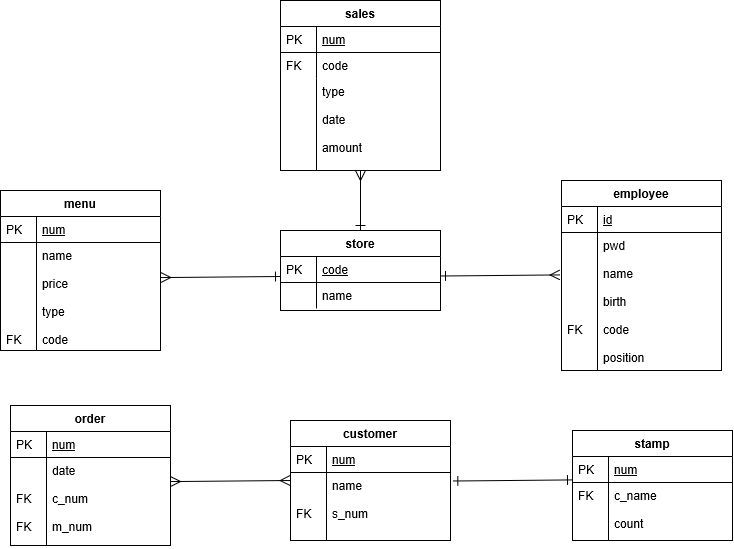 sales
PK num
FK code
type
date
amount
menu
PK num
name
price
type
FK code
store
PK code
name
employee
PK id
pwd
name
birth
FK code
position
order
PK num
date
FK c_num
FK m_num
customer
PK num
name
FK s_num
stamp
PK num
FK c_name
count